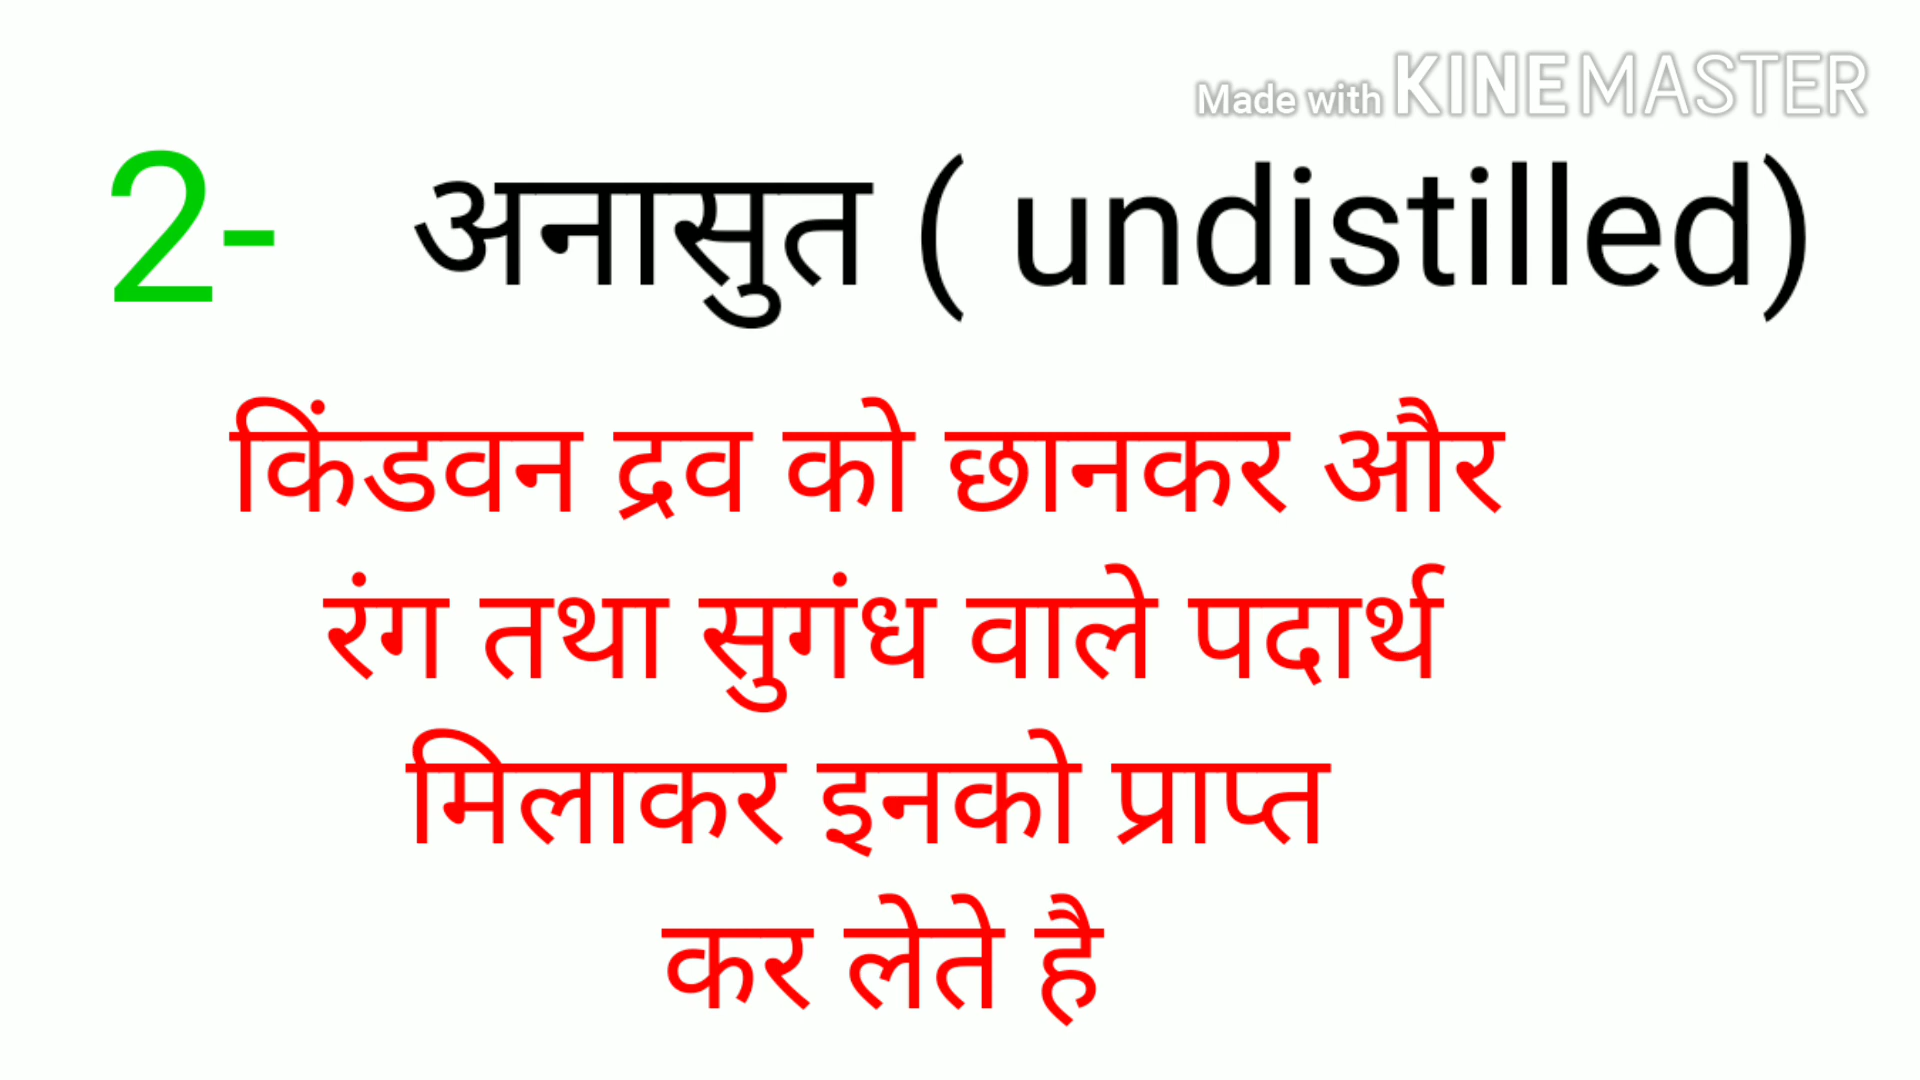 Made with KINEMASTER
2- अनासुत ( undistilled)
किंडवन द्रव को छानकर और
रंग तथा सुगंध वाले पदार्थ
मिलाकर इनको प्राप्त
कर लेते है